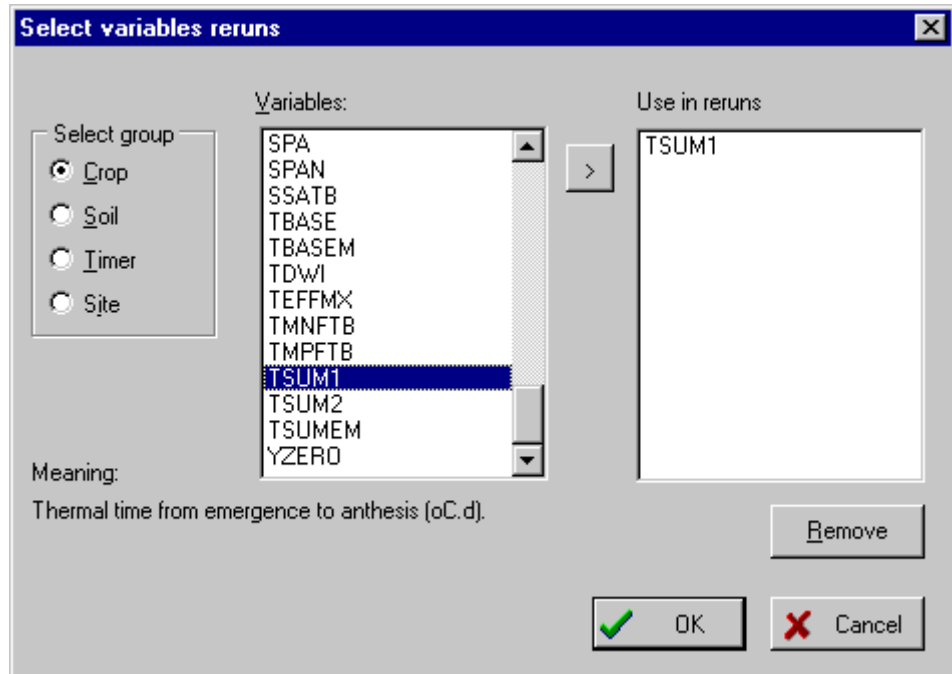 Select variables reruns
Select group
Crop
Soil
Timer
Site
Variables:
SPA
SPAN
SSATB
TBASE
TBASEM
TDWI
TEFFMX
TMNFTB
TMPFTB
TSUM1
TSUM2
TSUMEM
YZERO
>
Use in reruns
TSUM1
Meaning:
Thermal time from emergence to anthesis (oC.d).
Remove
OK
Cancel